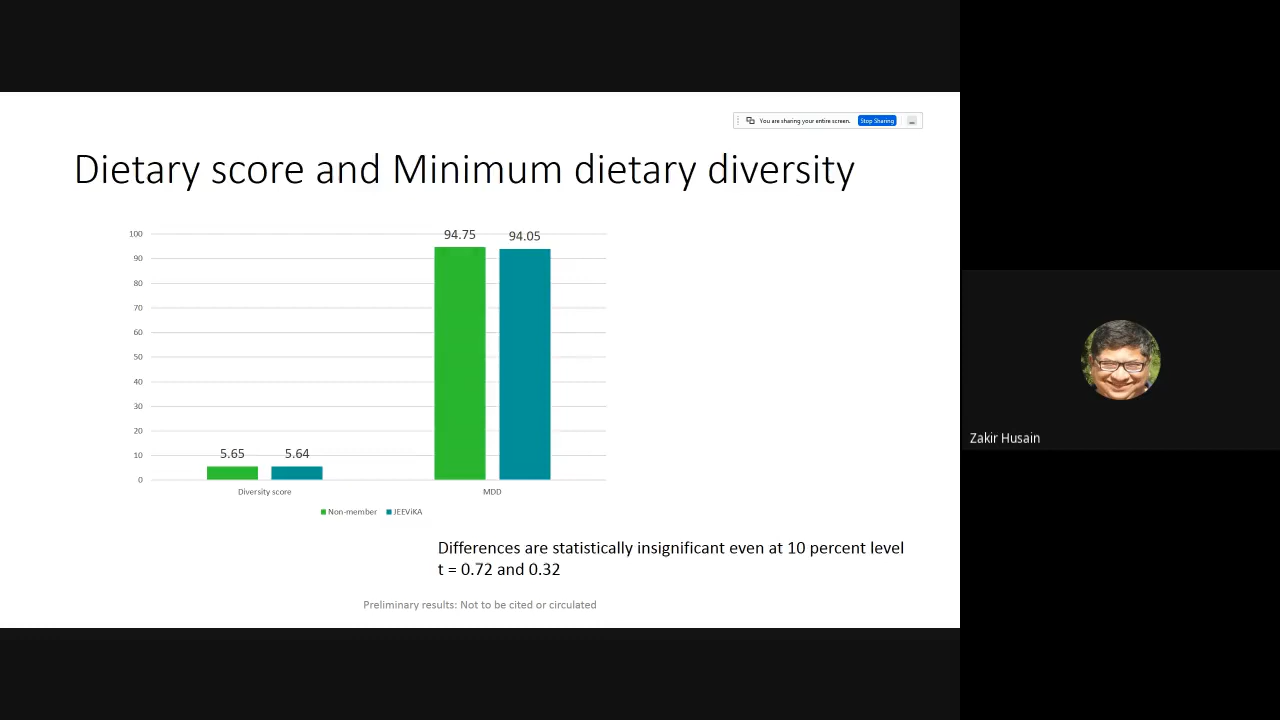 You are sharing your entire screen. Stop Sharing
Dietary score and Minimum dietary diversity
100
90
80
70
60
50
40
30
20
10
0
94.75 94.05
5.65 5.64
Diversity score MDD
Non-member JEEViKA
Differences are statistically insignificant even at 10 percent level
t = 0.72 and 0.32
Preliminary results: Not to be cited or circulated
Zakir Husain